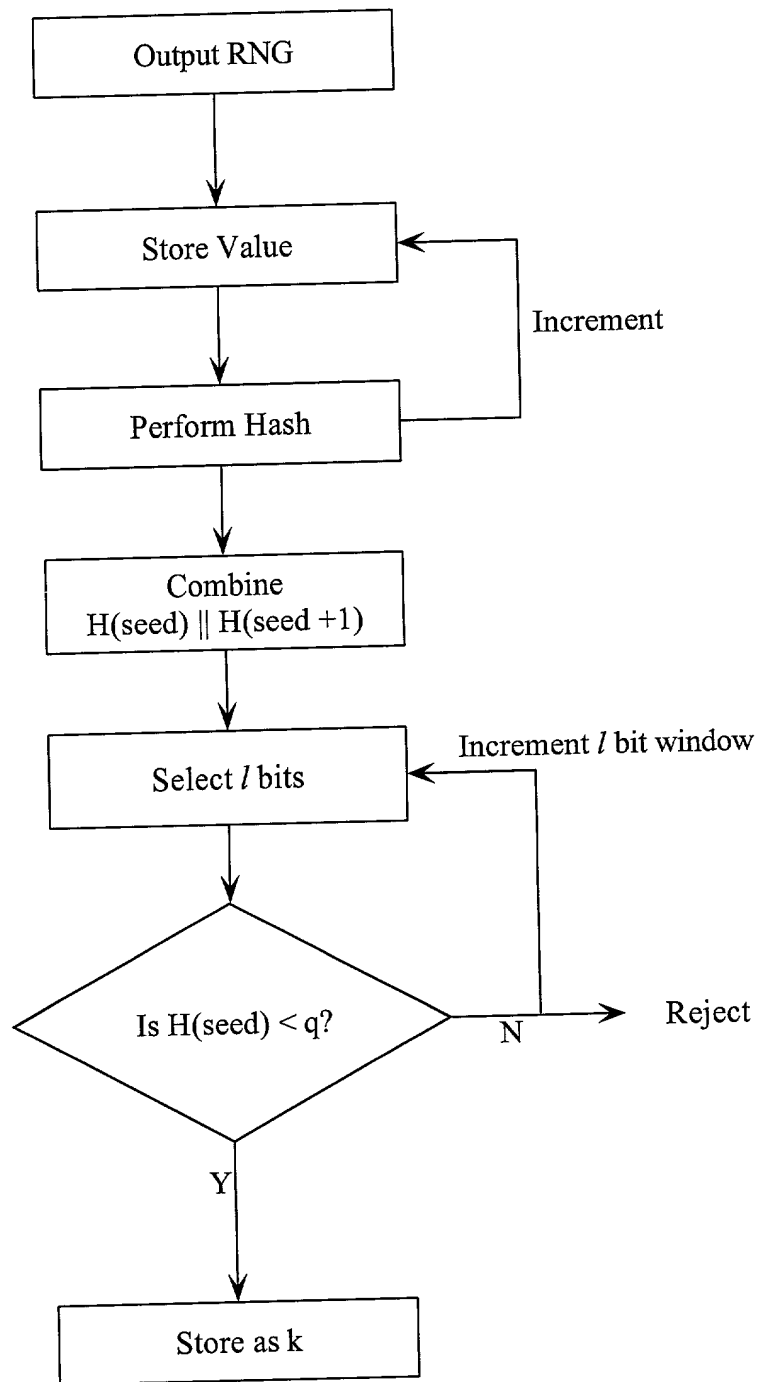 Output RNG
Store Value
Increment
Perform Hash
Combine
H(seed) || H(seed +1)
Increment l bit window
Select l bits
Is H(seed) < q?
N
Reject
Y
Store as k